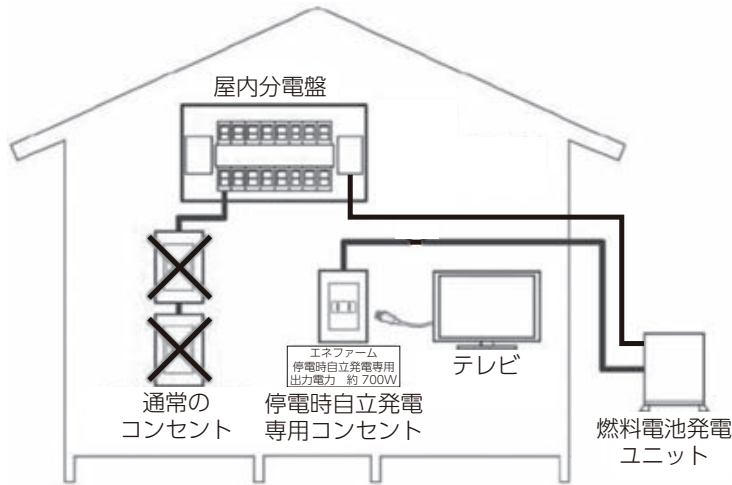 屋内分電盤
エネファーム
停電時自立発電専用
出力電力 約700W
テレビ
通常の
コンセント
停電時自立発電
専用コンセント
燃料電池発電
ユニット